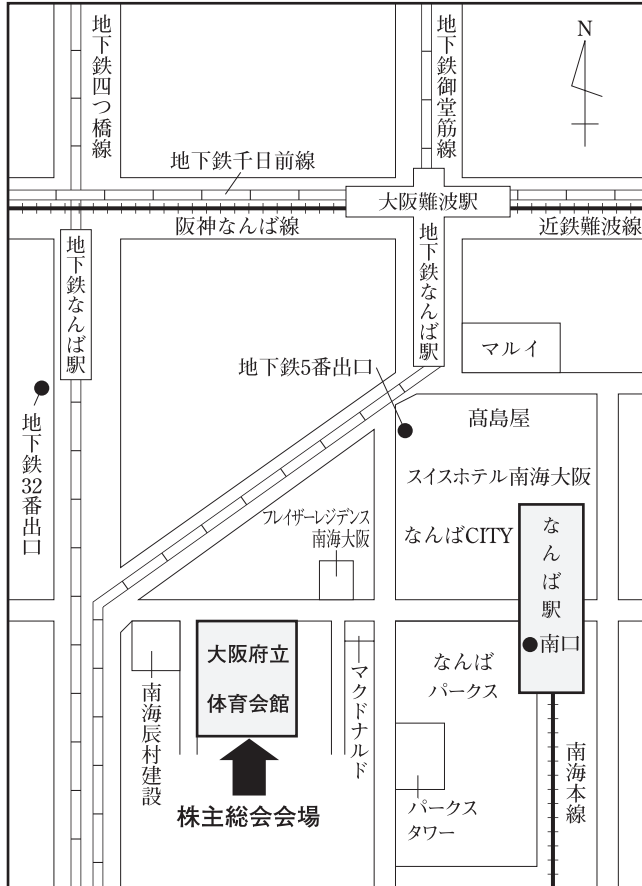 地下鉄四つ橋線
地下鉄御堂筋線
N
地下鉄千日前線
大阪難波駅
阪神なんば線
近鉄難波線
地下鉄なんば駅
地下鉄なんば駅
マルイ
地下鉄5番出口
髙島屋
地下鉄32番出口
スイスホテル南海大阪
フレイザーレジデンス
南海大阪
なんばCITY
なんば駅
南口
大阪府立
体育会館
なんば
パークス
南海辰村建設
マクドナルド
南海本線
パークス
タワー
株主総会会場